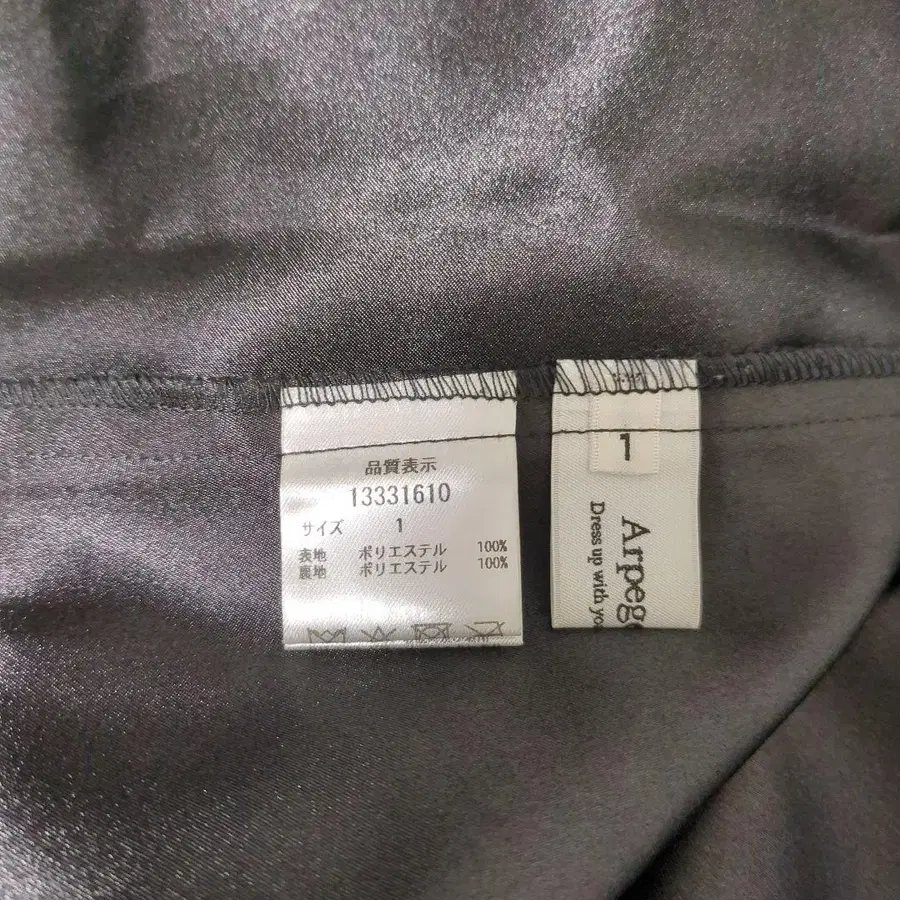 品質表示
13331610
サイズ 1
表地 ポリエステル 100%
裏地 ポリエステル 100%
1
Arpeg
Dress up with yo